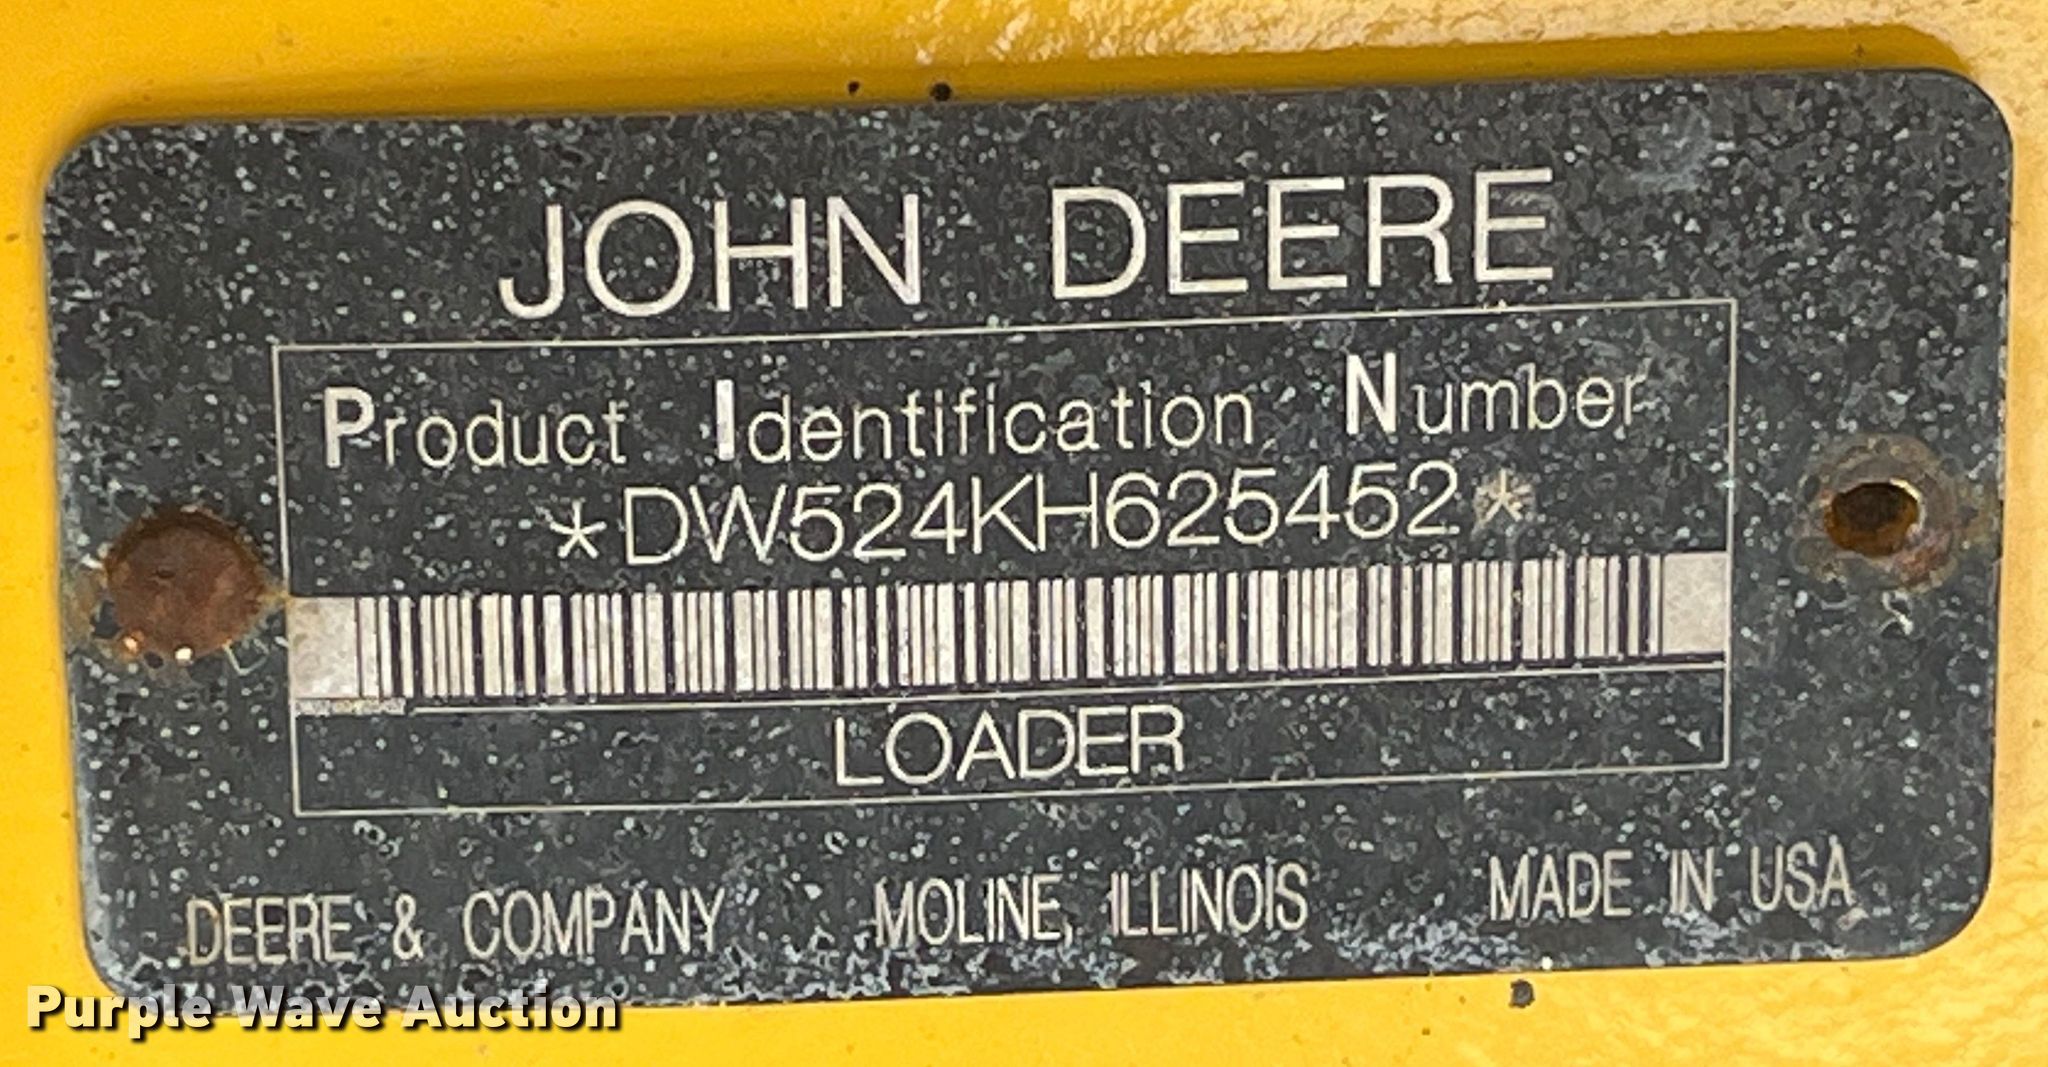 JOHN DEERE
Product Identification Number
*DW524KH625452*
LOADER
DEERE & COMPANY MOLINE, ILLINOIS MADE IN USA
Purple Wave Auction